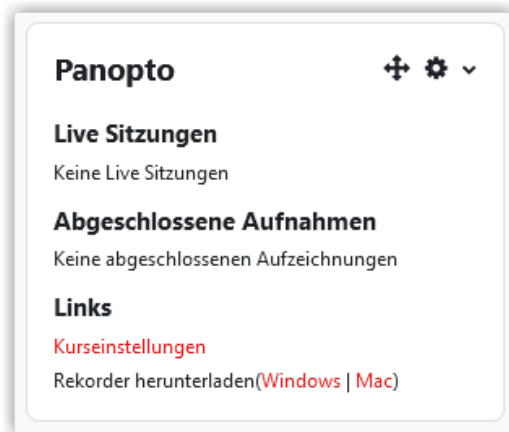 Panopto
Live Sitzungen
Keine Live Sitzungen
Abgeschlossene Aufnahmen
Keine abgeschlossenen Aufzeichnungen
Links
Kurseinstellungen
Rekorder herunterladen(Windows | Mac)